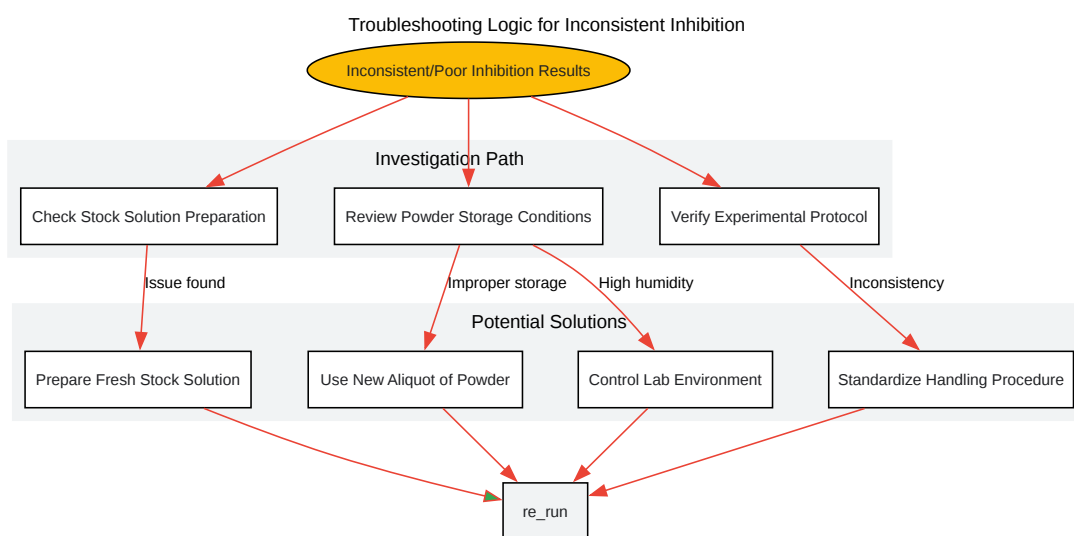 Troubleshooting Logic for Inconsistent Inhibition
Inconsistent/Poor Inhibition Results
Investigation Path
Check Stock Solution Preparation
Review Powder Storage Conditions
Verify Experimental Protocol
Issue found
Improper storage
High humidity
Inconsistency
Potential Solutions
Prepare Fresh Stock Solution
Use New Aliquot of Powder
Control Lab Environment
Standardize Handling Procedure
re_run